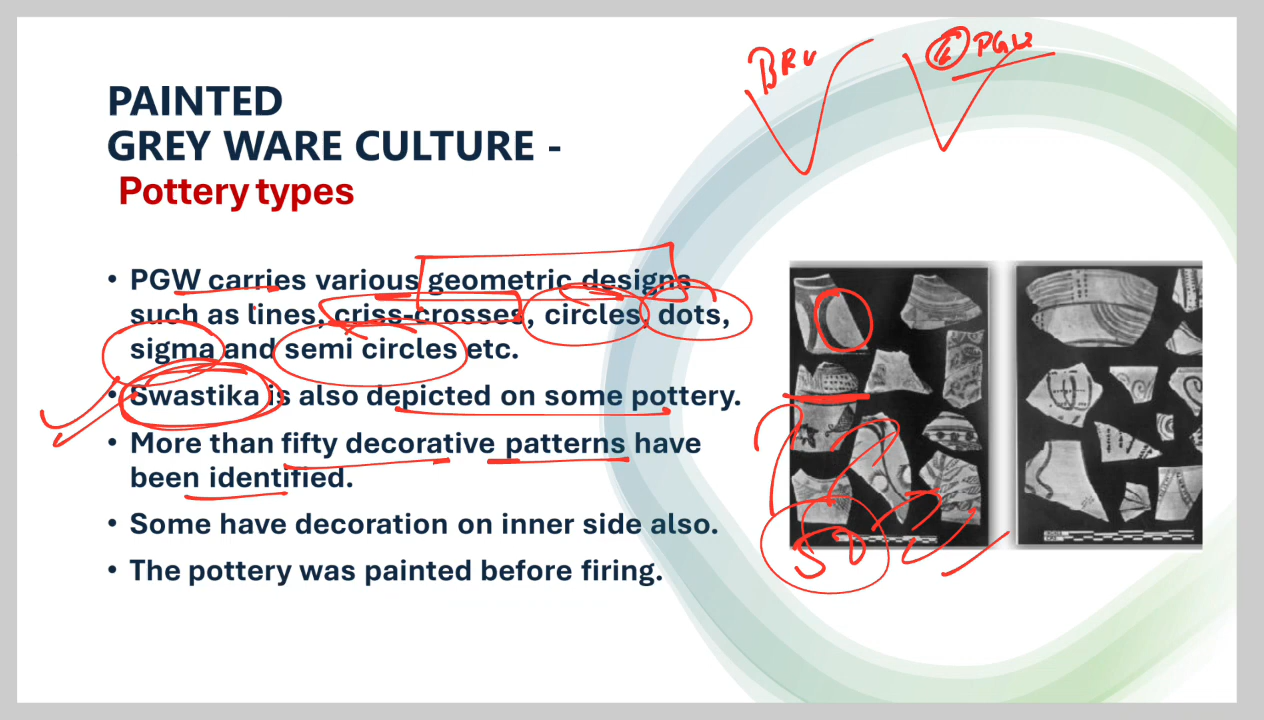 BRW
PGW
PAINTED
GREY WARE CULTURE -
Pottery types
• PGW carries various geometric designs
such as lines, criss-crosses, circles, dots,
sigma and semi circles etc.
• Swastika is also depicted on some pottery.
• More than fifty decorative patterns have
been identified.
• Some have decoration on inner side also.
• The pottery was painted before firing.
50